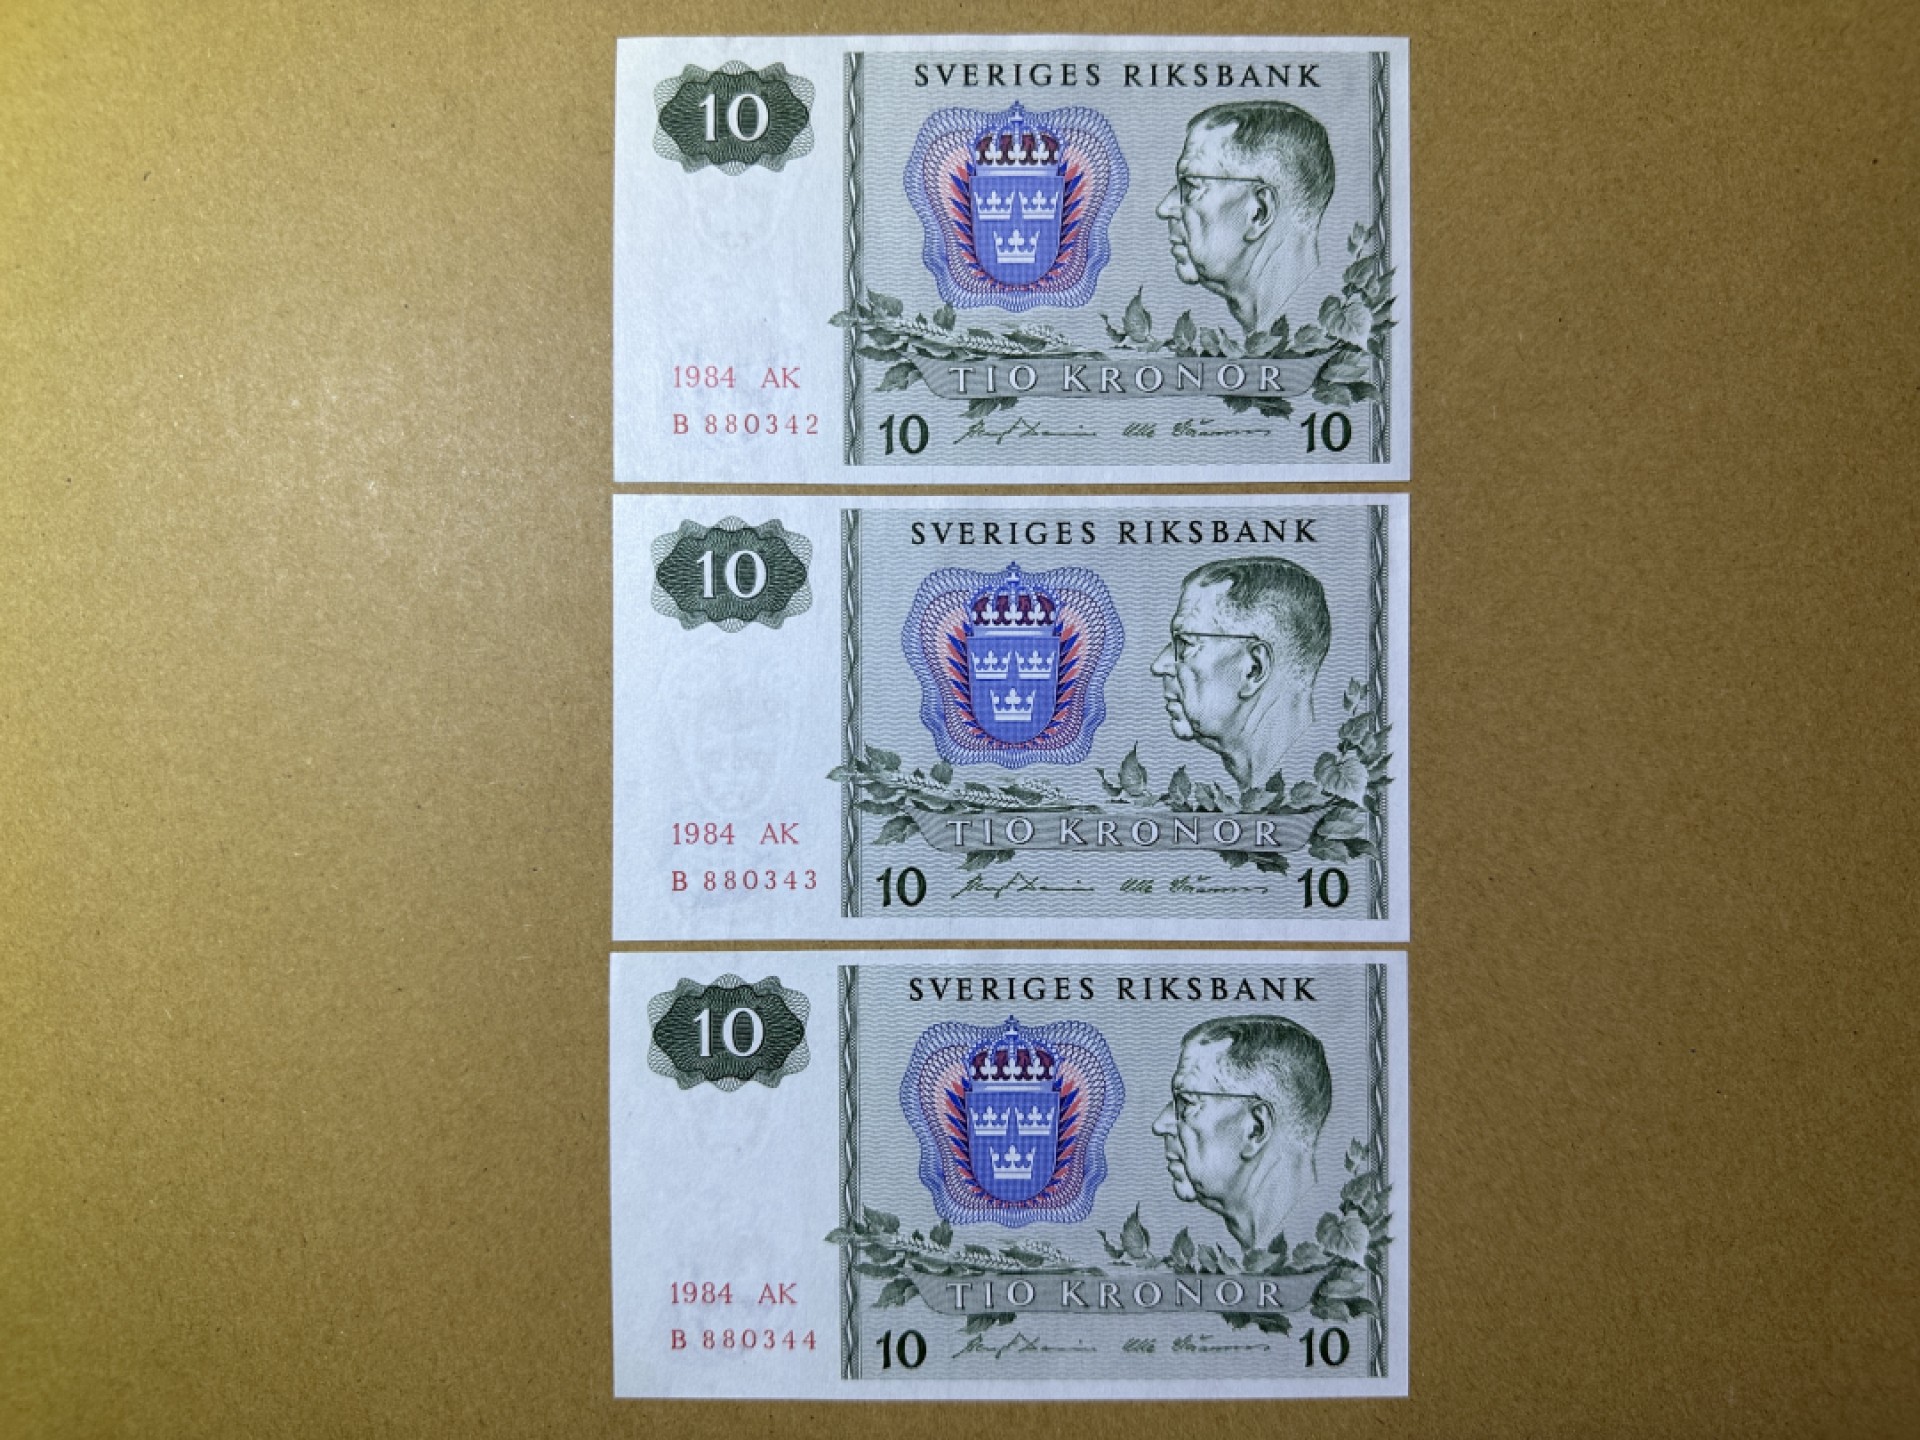 10
SVERIGES RIKSBANK
1984 AK
B 880342
TIO KRONOR
10
10
10
SVERIGES RIKSBANK
1984 AK
B 880343
TIO KRONOR
10
10
10
SVERIGES RIKSBANK
1984 AK
B 880344
TIO KRONOR
10
10